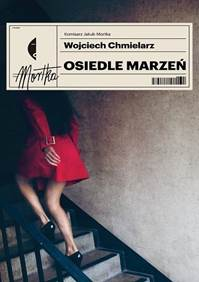 Komisarz Jakub Mortka
Wojciech Chmielarz
Mortka
OSIEDLE MARZEŃ